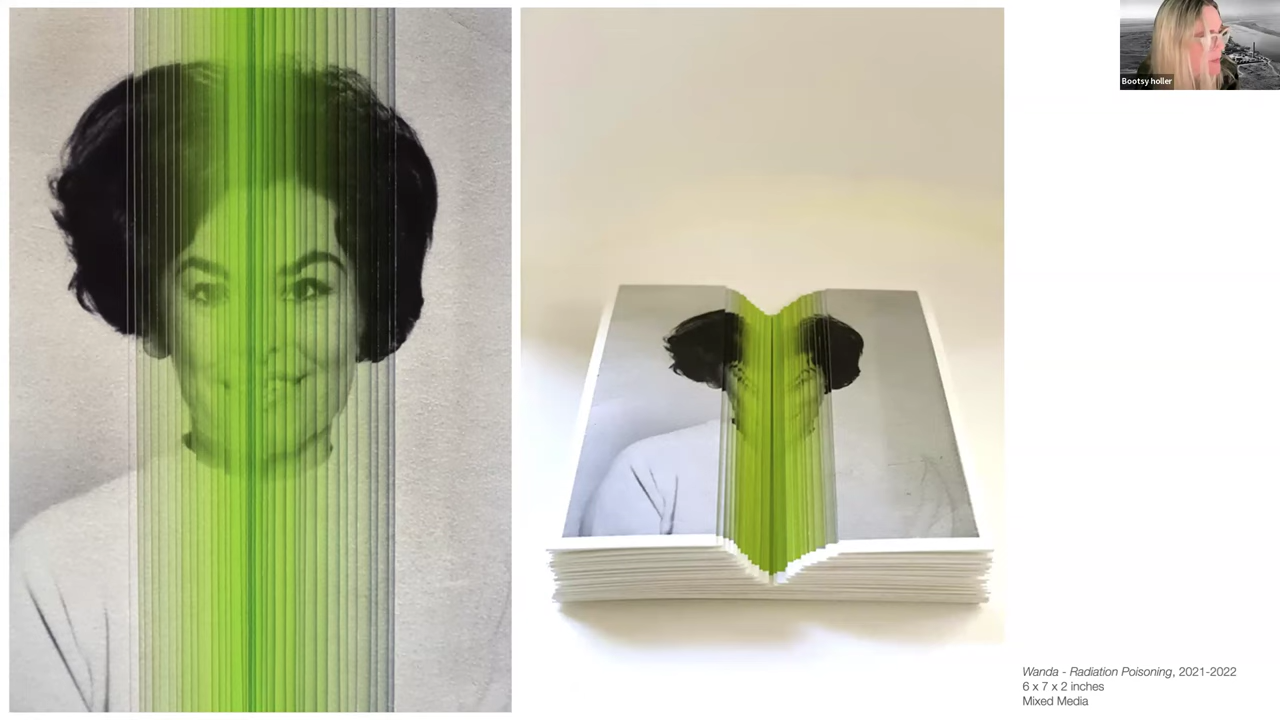 Bootsy holler
Wanda - Radiation Poisoning, 2021-2022
6 x 7 x 2 inches
Mixed Media